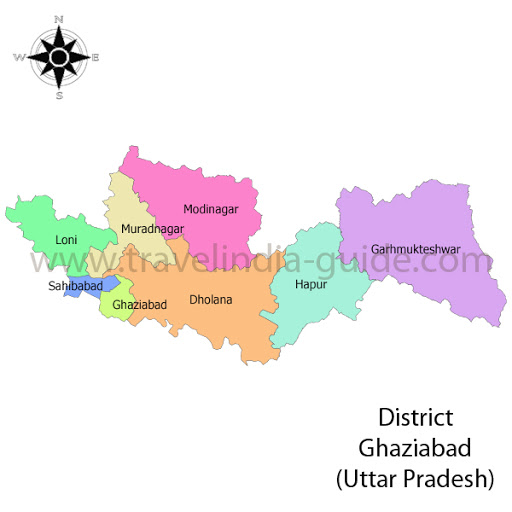 N
W E
S
Modinagar
Muradnagar
Loni
Garhmukteshwar
www.travelindia-guide.com
Sahibabad
Hapur
Ghaziabad
Dholana
District
Ghaziabad
(Uttar Pradesh)